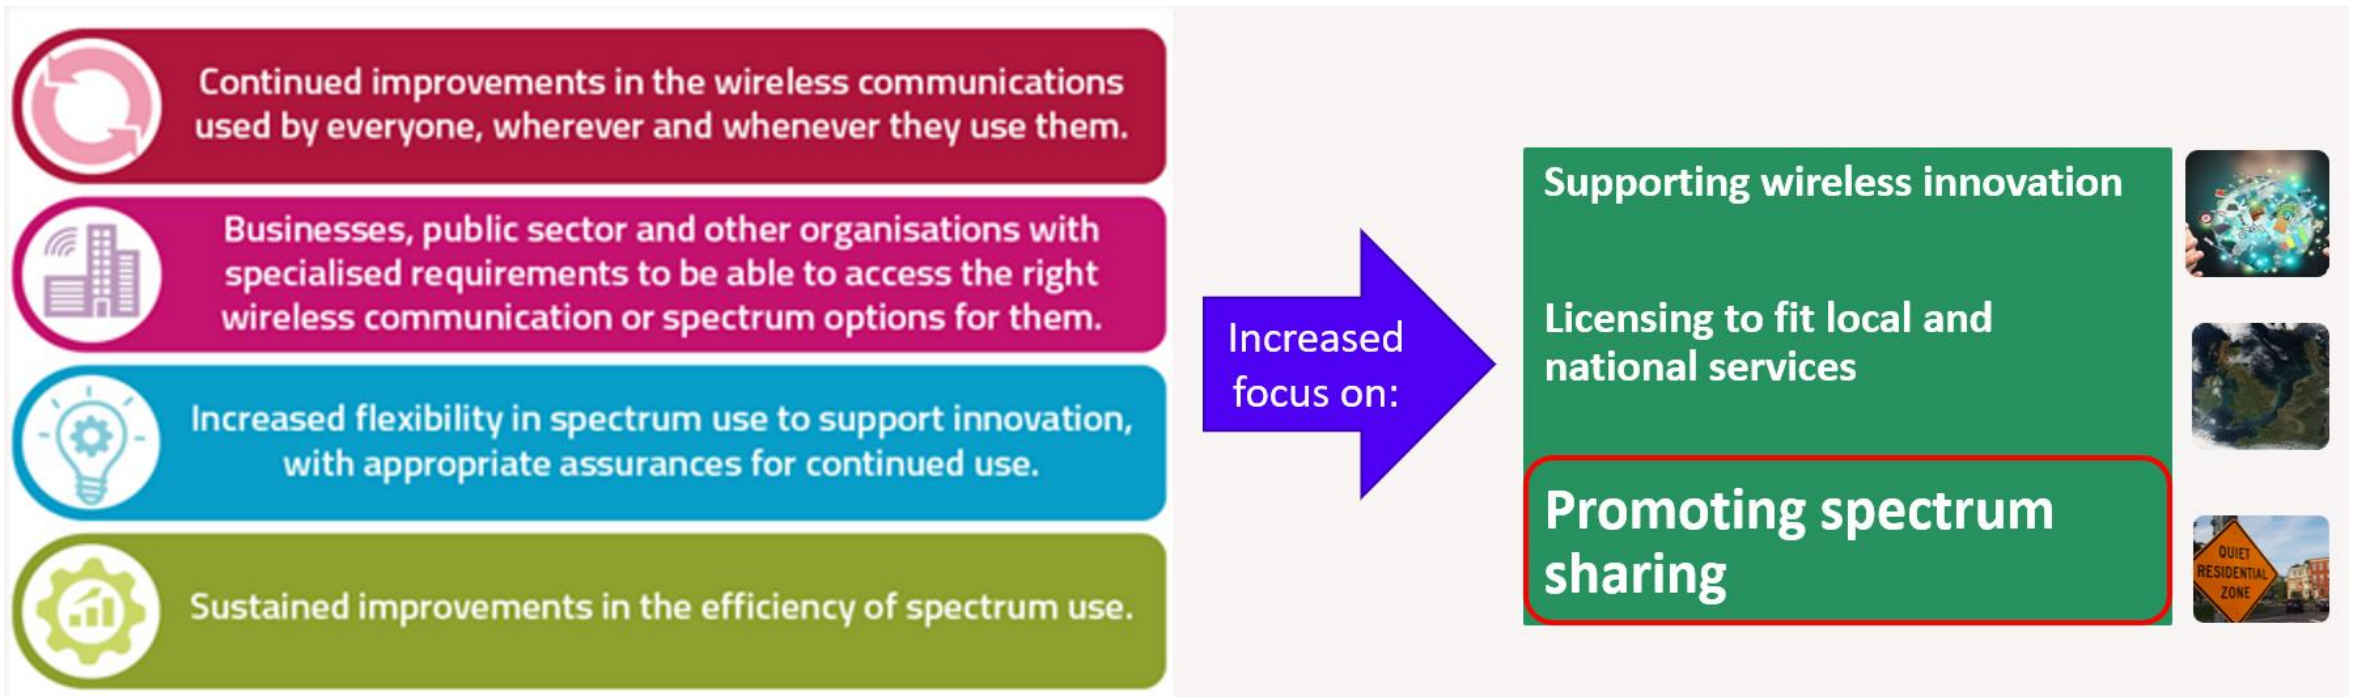 Continued improvements in the wireless communications
used by everyone, wherever and whenever they use them.
Businesses, public sector and other organisations with
specialised requirements to be able to access the right
wireless communication or spectrum options for them.
Increased flexibility in spectrum use to support innovation,
with appropriate assurances for continued use.
Sustained improvements in the efficiency of spectrum use.
Increased
focus on:
Supporting wireless innovation
Licensing to fit local and
national services
Promoting spectrum
sharing
QUIET
RESIDENTIAL
ZONE